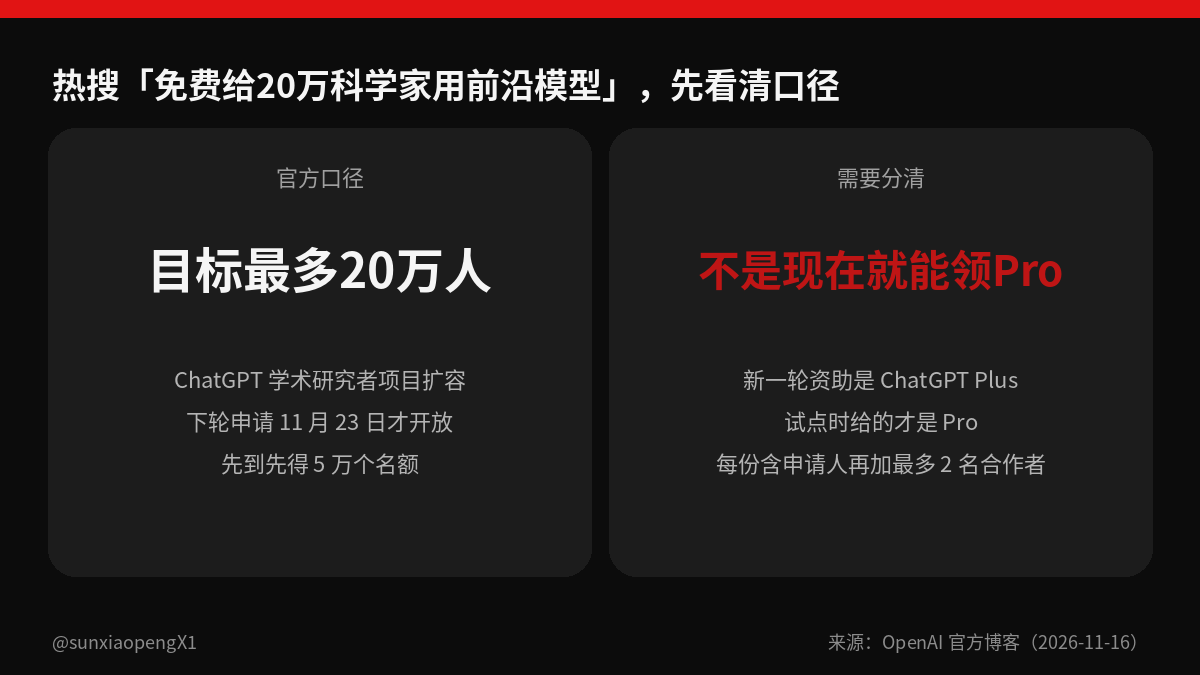 热搜「免费给20万科学家用前沿模型」，先看清口径
官方口径
目标最多20万人
ChatGPT 学术研究者项目扩容
下轮申请 11 月 23 日才开放
先到先得 5 万个名额
需要分清
不是现在就能领Pro
新一轮资助是 ChatGPT Plus
试点时给的才是 Pro
每份含申请人再加最多 2 名合作者
@sunxiaopengX1
来源：OpenAI 官方博客（2026-11-16）